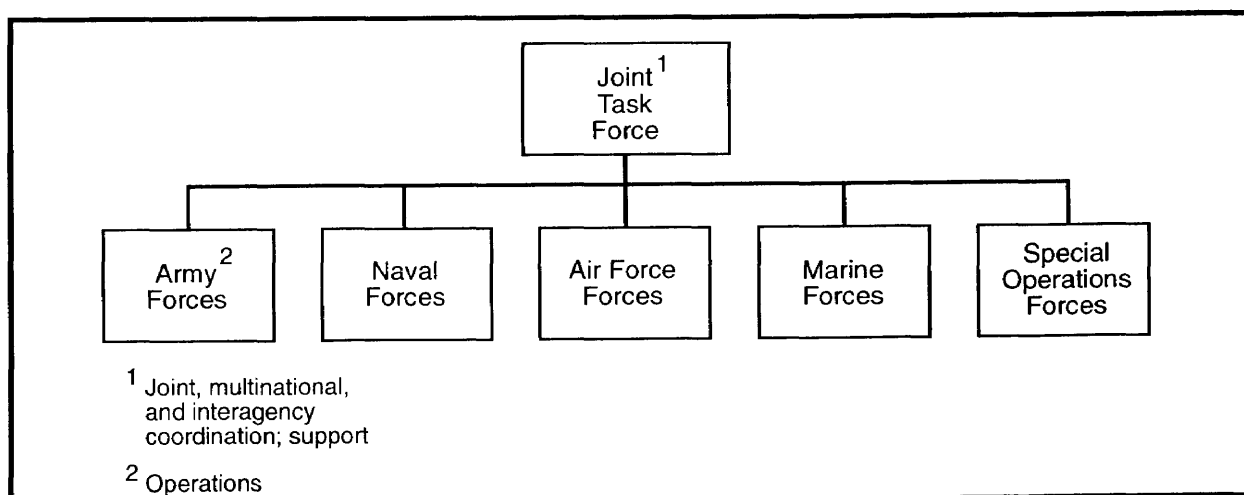 Joint 1
Task
Force
Army 2
Forces
Naval
Forces
Air Force
Forces
Marine
Forces
Special
Operations
Forces
1 Joint, multinational,
and interagency
coordination; support
2 Operations